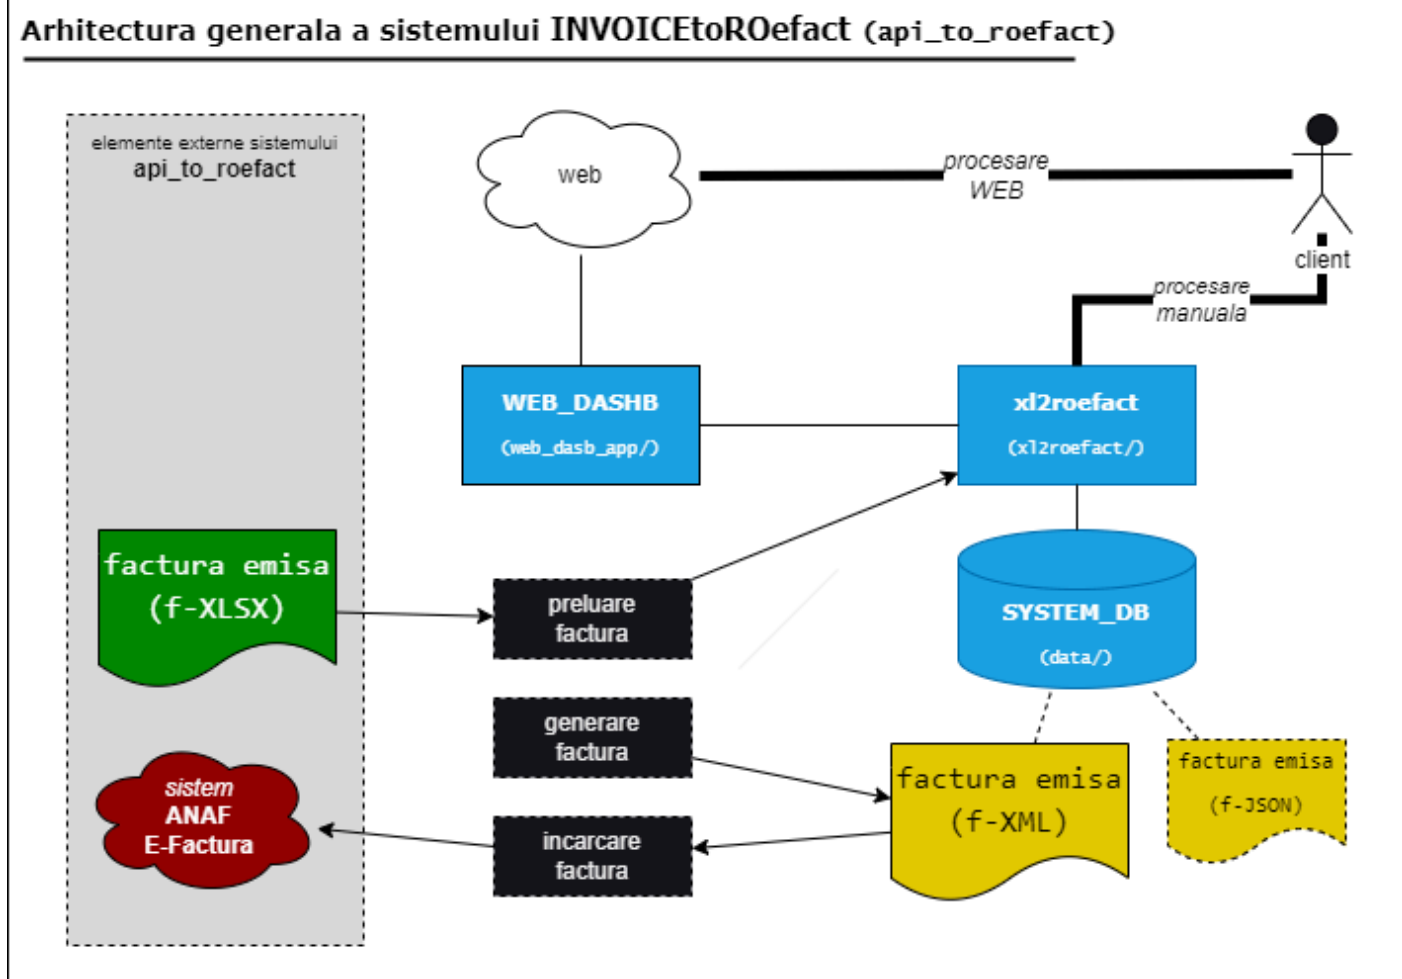 Arhitectura generala a sistemului INVOICEtoROefact (api_to_roefact)
elemente externe sistemului
api_to_roefact
web
procesare
WEB
client
procesare
manuala
WEB_DASHB
(web_dasb_app/)
xl2roefact
(xl2roefact/)
factura emisa
(f-XLSX)
preluare
factura
SYSTEM_DB
(data/)
generare
factura
factura emisa
(f-XML)
factura emisa
(f-JSON)
sistem
ANAF
E-Factura
incarcare
factura